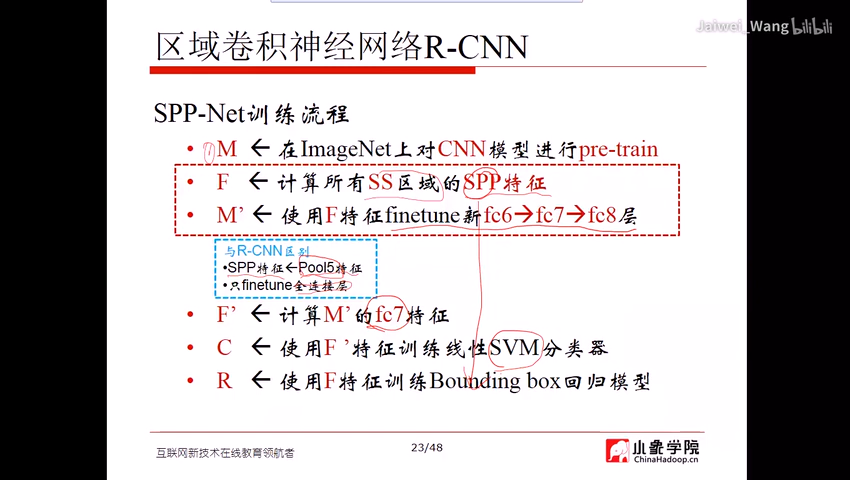 Jaiwei_Wang bilibili
区域卷积神经网络R-CNN
SPP-Net训练流程
• M ← 在ImageNet上对CNN模型进行pre-train
• F ← 计算所有SS区域的SPP特征
• M’ ← 使用F特征finetune新fc6→fc7→fc8层
与R-CNN区别
•SPP特征←Pool5特征
•只finetune全连接层
• F’ ← 计算M’的fc7特征
• C ← 使用F ’特征训练线性SVM分类器
• R ← 使用F特征训练Bounding box回归模型
互联网新技术在线教育领航者
23/48
小象学院
ChinaHadoop.cn